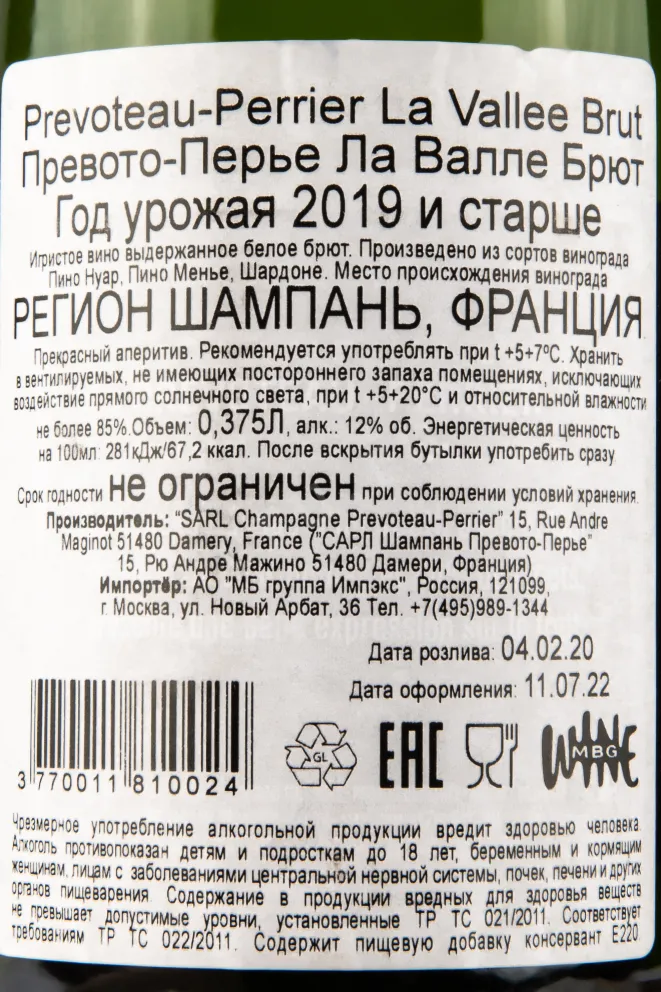 Prevoteau-Perrier La Vallee Brut
Превото-Перье Ла Валле Брют
Год урожая 2019 и старше
Игристое вино выдержанное белое брют. Произведено из сортов винограда
Пино Нуар, Пино Менье, Шардоне. Место происхождения винограда
РЕГИОН ШАМПАНЬ, ФРАНЦИЯ.
Прекрасный аперитив. Рекомендуется употреблять при t +5+7°C. Хранить
в вентилируемых, не имеющих постороннего запаха помещениях, исключающих
воздействие прямого солнечного света, при t +5+20°C и относительной влажности
не более 85%.Объем: 0,375Л, алк.: 12% об. Энергетическая ценность
на 100мл: 281кДж/67,2 ккал. После вскрытия бутылки употребить сразу
Срок годности не ограничен при соблюдении условий хранения.
Производитель: “SARL Champagne Prevoteau-Perrier” 15, Rue Andre
Maginot 51480 Damery, France (“САРЛ Шампань Превото-Перье”
15, Рю Андре Мажино 51480 Дамери, Франция)
Импортёр: АО "МБ группа Импэкс", Россия, 121099,
г. Москва, ул. Новый Арбат, 36 Тел. +7(495)989-1344
Дата розлива: 04.02.20
Дата оформления: 11.07.22
3 770011 810024
GL
EAC
WINE
MBG
Чрезмерное употребление алкогольной продукции вредит здоровью человека.
Алкоголь противопоказан детям и подросткам до 18 лет, беременным и кормящим
женщинам, лицам с заболеваниями центральной нервной системы, почек, печени и других
органов пищеварения. Содержание в продукции вредных для здоровья веществ
не превышает допустимые уровни, установленные ТР ТС 021/2011. Соответствует
требованиям ТР ТС 022/2011. Содержит пищевую добавку консервант Е220